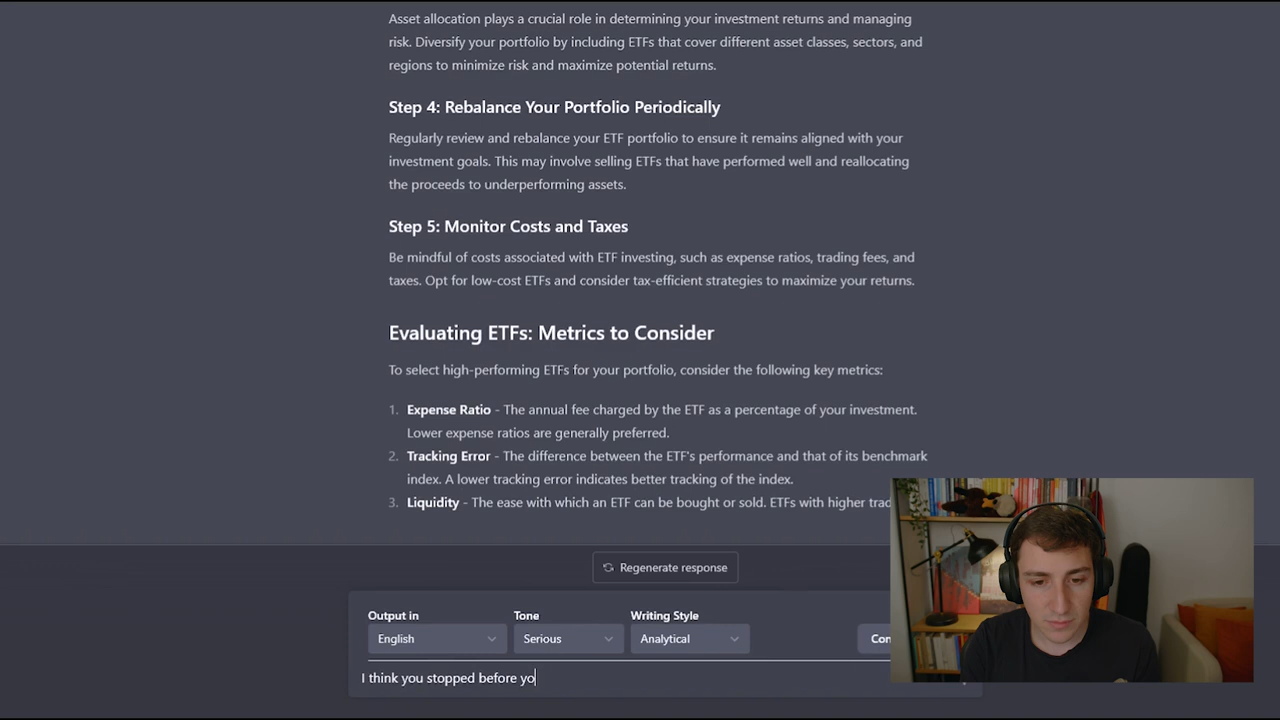 Asset allocation plays a crucial role in determining your investment returns and managing
risk. Diversify your portfolio by including ETFs that cover different asset classes, sectors, and
regions to minimize risk and maximize potential returns.
Step 4: Rebalance Your Portfolio Periodically
Regularly review and rebalance your ETF portfolio to ensure it remains aligned with your
investment goals. This may involve selling ETFs that have performed well and reallocating
the proceeds to underperforming assets.
Step 5: Monitor Costs and Taxes
Be mindful of costs associated with ETF investing, such as expense ratios, trading fees, and
taxes. Opt for low-cost ETFs and consider tax-efficient strategies to maximize your returns.
Evaluating ETFs: Metrics to Consider
To select high-performing ETFs for your portfolio, consider the following key metrics:
1. Expense Ratio - The annual fee charged by the ETF as a percentage of your investment.
Lower expense ratios are generally preferred.
2. Tracking Error - The difference between the ETF's performance and that of its benchmark
index. A lower tracking error indicates better tracking of the index.
3. Liquidity - The ease with which an ETF can be bought or sold. ETFs with higher trad
Regenerate response
Output in Tone Writing Style
English Serious Analytical Con
I think you stopped before yo